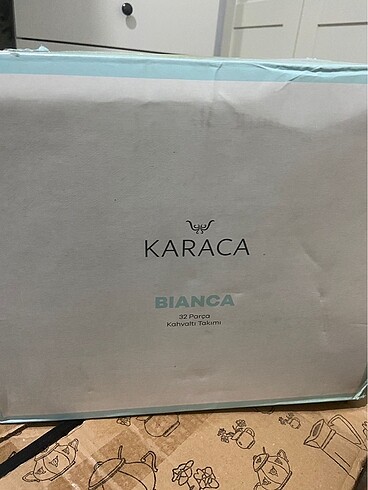 KARACA
BIANCA
32 Parça
Kahvaltı Takımı